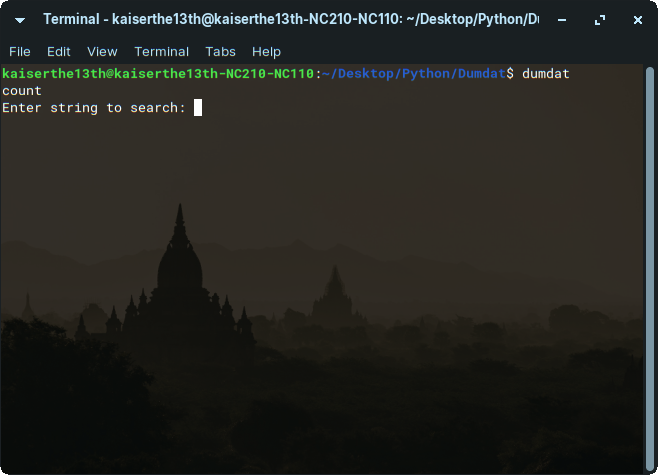 Terminal - kaiserthe13th@kaiserthe13th-NC210-NC110: ~/Desktop/Python/Du
File Edit View Terminal Tabs Help
kaiserthe13th@kaiserthe13th-NC210-NC110:~/Desktop/Python/Dumdat$ dumdat
count
Enter string to search: